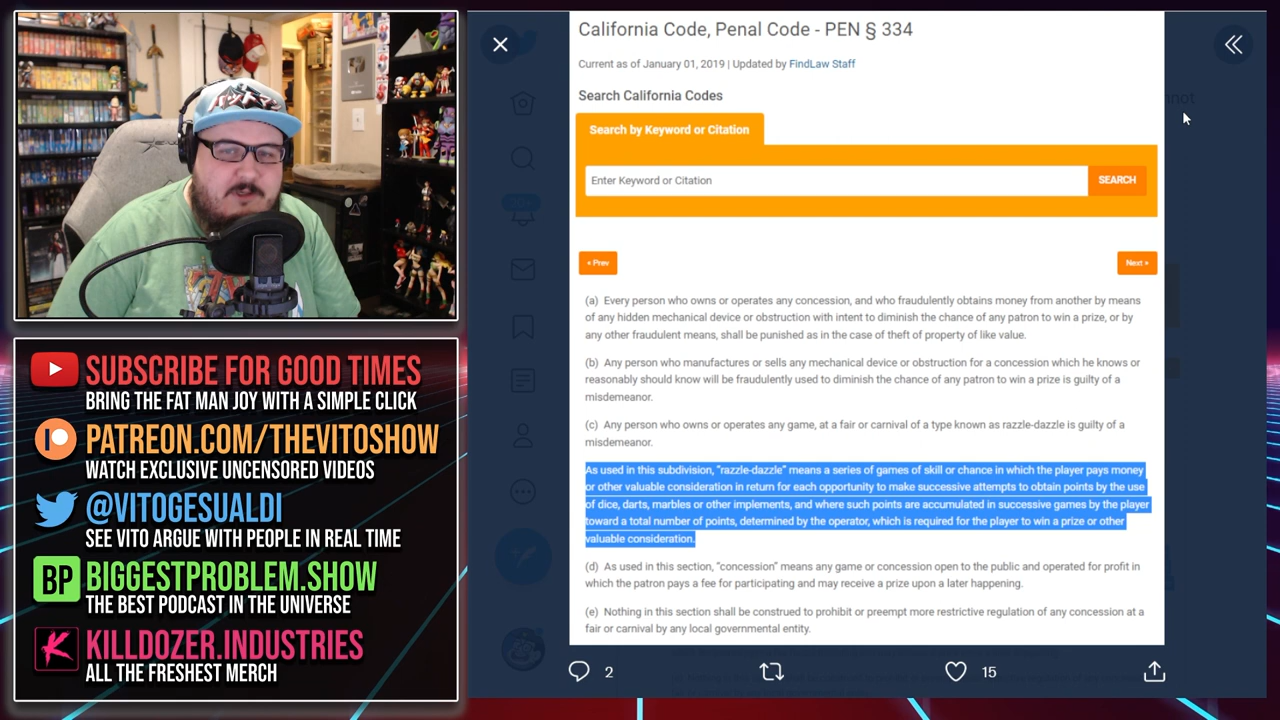 SUBSCRIBE FOR GOOD TIMES
BRING THE FAT MAN JOY WITH A SIMPLE CLICK
PATREON.COM/THEVITOSHOW
WATCH EXCLUSIVE UNCENSORED VIDEOS
@VITOGESUALDI
SEE VITO ARGUE WITH PEOPLE IN REAL TIME
BP
BIGGESTPROBLEM.SHOW
THE BEST PODCAST IN THE UNIVERSE
K
KILLDOZER.INDUSTRIES
ALL THE FRESHEST MERCH
California Code, Penal Code - PEN § 334
Current as of January 01, 2019 | Updated by FindLaw Staff
Search California Codes
Search by Keyword or Citation
Enter Keyword or Citation
SEARCH
« Prev
Next »
(a) Every person who owns or operates any concession, and who fraudulently obtains money from another by means
of any hidden mechanical device or obstruction with intent to diminish the chance of any patron to win a prize, or by
any other fraudulent means, shall be punished as in the case of theft of property of like value.
(b) Any person who manufactures or sells any mechanical device or obstruction for a concession which he knows or
reasonably should know will be fraudulently used to diminish the chance of any patron to win a prize is guilty of a
misdemeanor.
(c) Any person who owns or operates any game, at a fair or carnival of a type known as razzle-dazzle is guilty of a
misdemeanor.
As used in this subdivision, "razzle-dazzle" means a series of games of skill or chance in which the player pays money
or other valuable consideration in return for each opportunity to make successive attempts to obtain points by the use
of dice, darts, marbles or other implements, and where such points are accumulated in successive games by the player
toward a total number of points, determined by the operator, which is required for the player to win a prize or other
valuable consideration.
(d) As used in this section, "concession" means any game or concession open to the public and operated for profit in
which the patron pays a fee for participating and may receive a prize upon a later happening.
(e) Nothing in this section shall be construed to prohibit or preempt more restrictive regulation of any concession at a
fair or carnival by any local governmental entity.
2
15
20+